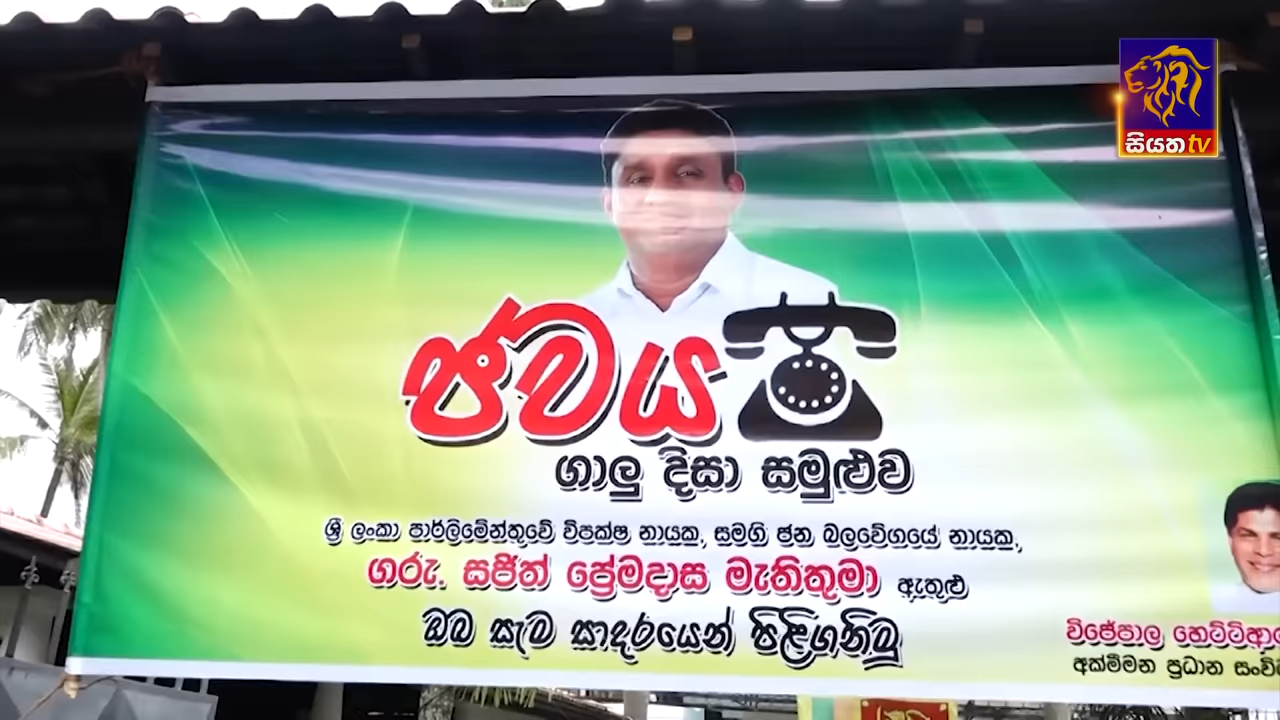 සියත tv
ජවය
ගාලු දිසා සමුළුව
ශ්‍රී ලංකා පාර්ලිමේන්තුවේ විපක්ෂ නායක, සමගි ජන බලවේගයේ නායක,
ගරු. සජිත් ප්‍රේමදාස මැතිතුමා ඇතුළු
ඔබ සැම සාදරයෙන් පිළිගනිමු
විජේපාල
අක්මීමන ප්‍රධාන